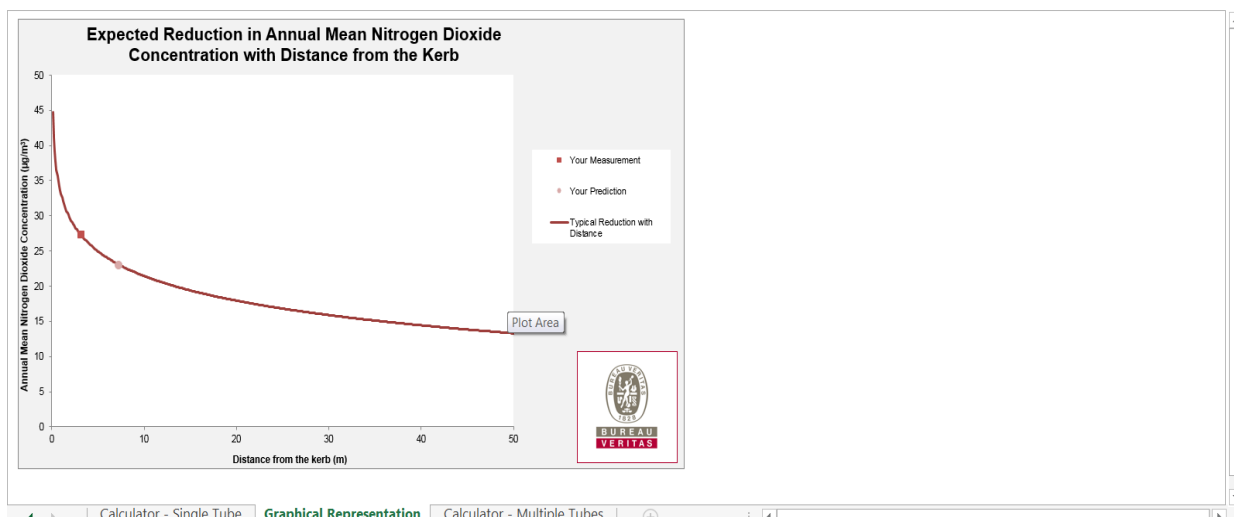 Expected Reduction in Annual Mean Nitrogen Dioxide
Concentration with Distance from the Kerb
Annual Mean Nitrogen Dioxide Concentration (µg/m³)
50
45
40
35
30
25
20
15
10
5
0
0 10 20 30 40 50
Distance from the kerb (m)
Your Measurement
Your Prediction
Typical Reduction with
Distance
Plot Area
BUREAU VERITAS
1828
BUREAU
VERITAS
Calculator - Single Tube Graphical Representation Calculator - Multiple Tubes